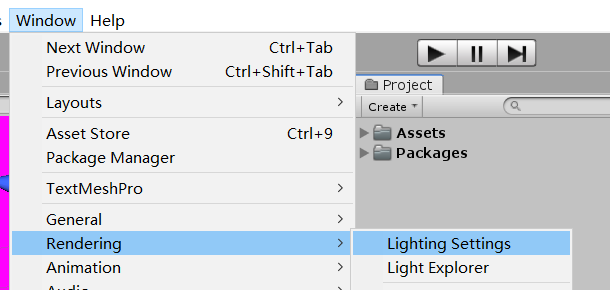 Window Help
Next Window Ctrl+Tab
Previous Window Ctrl+Shift+Tab
Layouts
Project
Create
Asset Store Ctrl+9
Assets
Package Manager
Packages
TextMeshPro
General
Rendering
Lighting Settings
Animation
Light Explorer
Audio